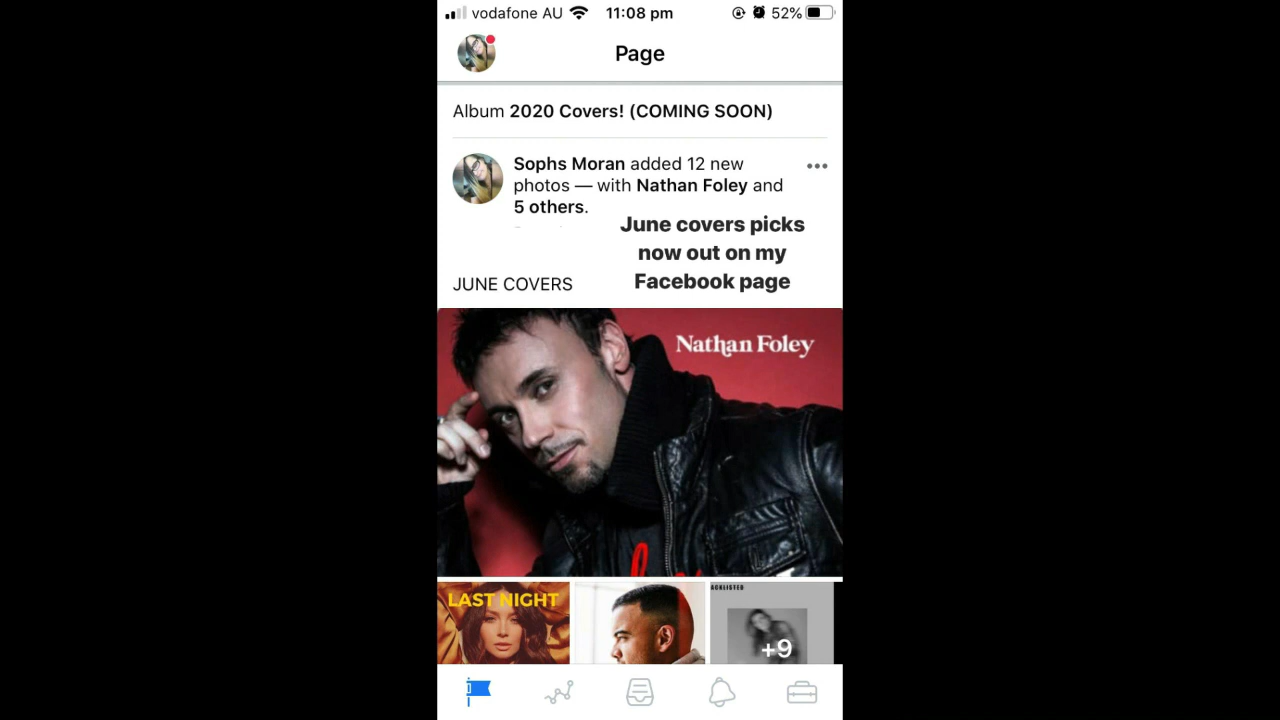 vodafone AU 11:08 pm 52%
Page
Album 2020 Covers! (COMING SOON)
Sophs Moran added 12 new
photos — with Nathan Foley and
5 others.
June covers picks
now out on my
Facebook page
JUNE COVERS
Nathan Foley
LAST NIGHT
ACKLISTED
+9